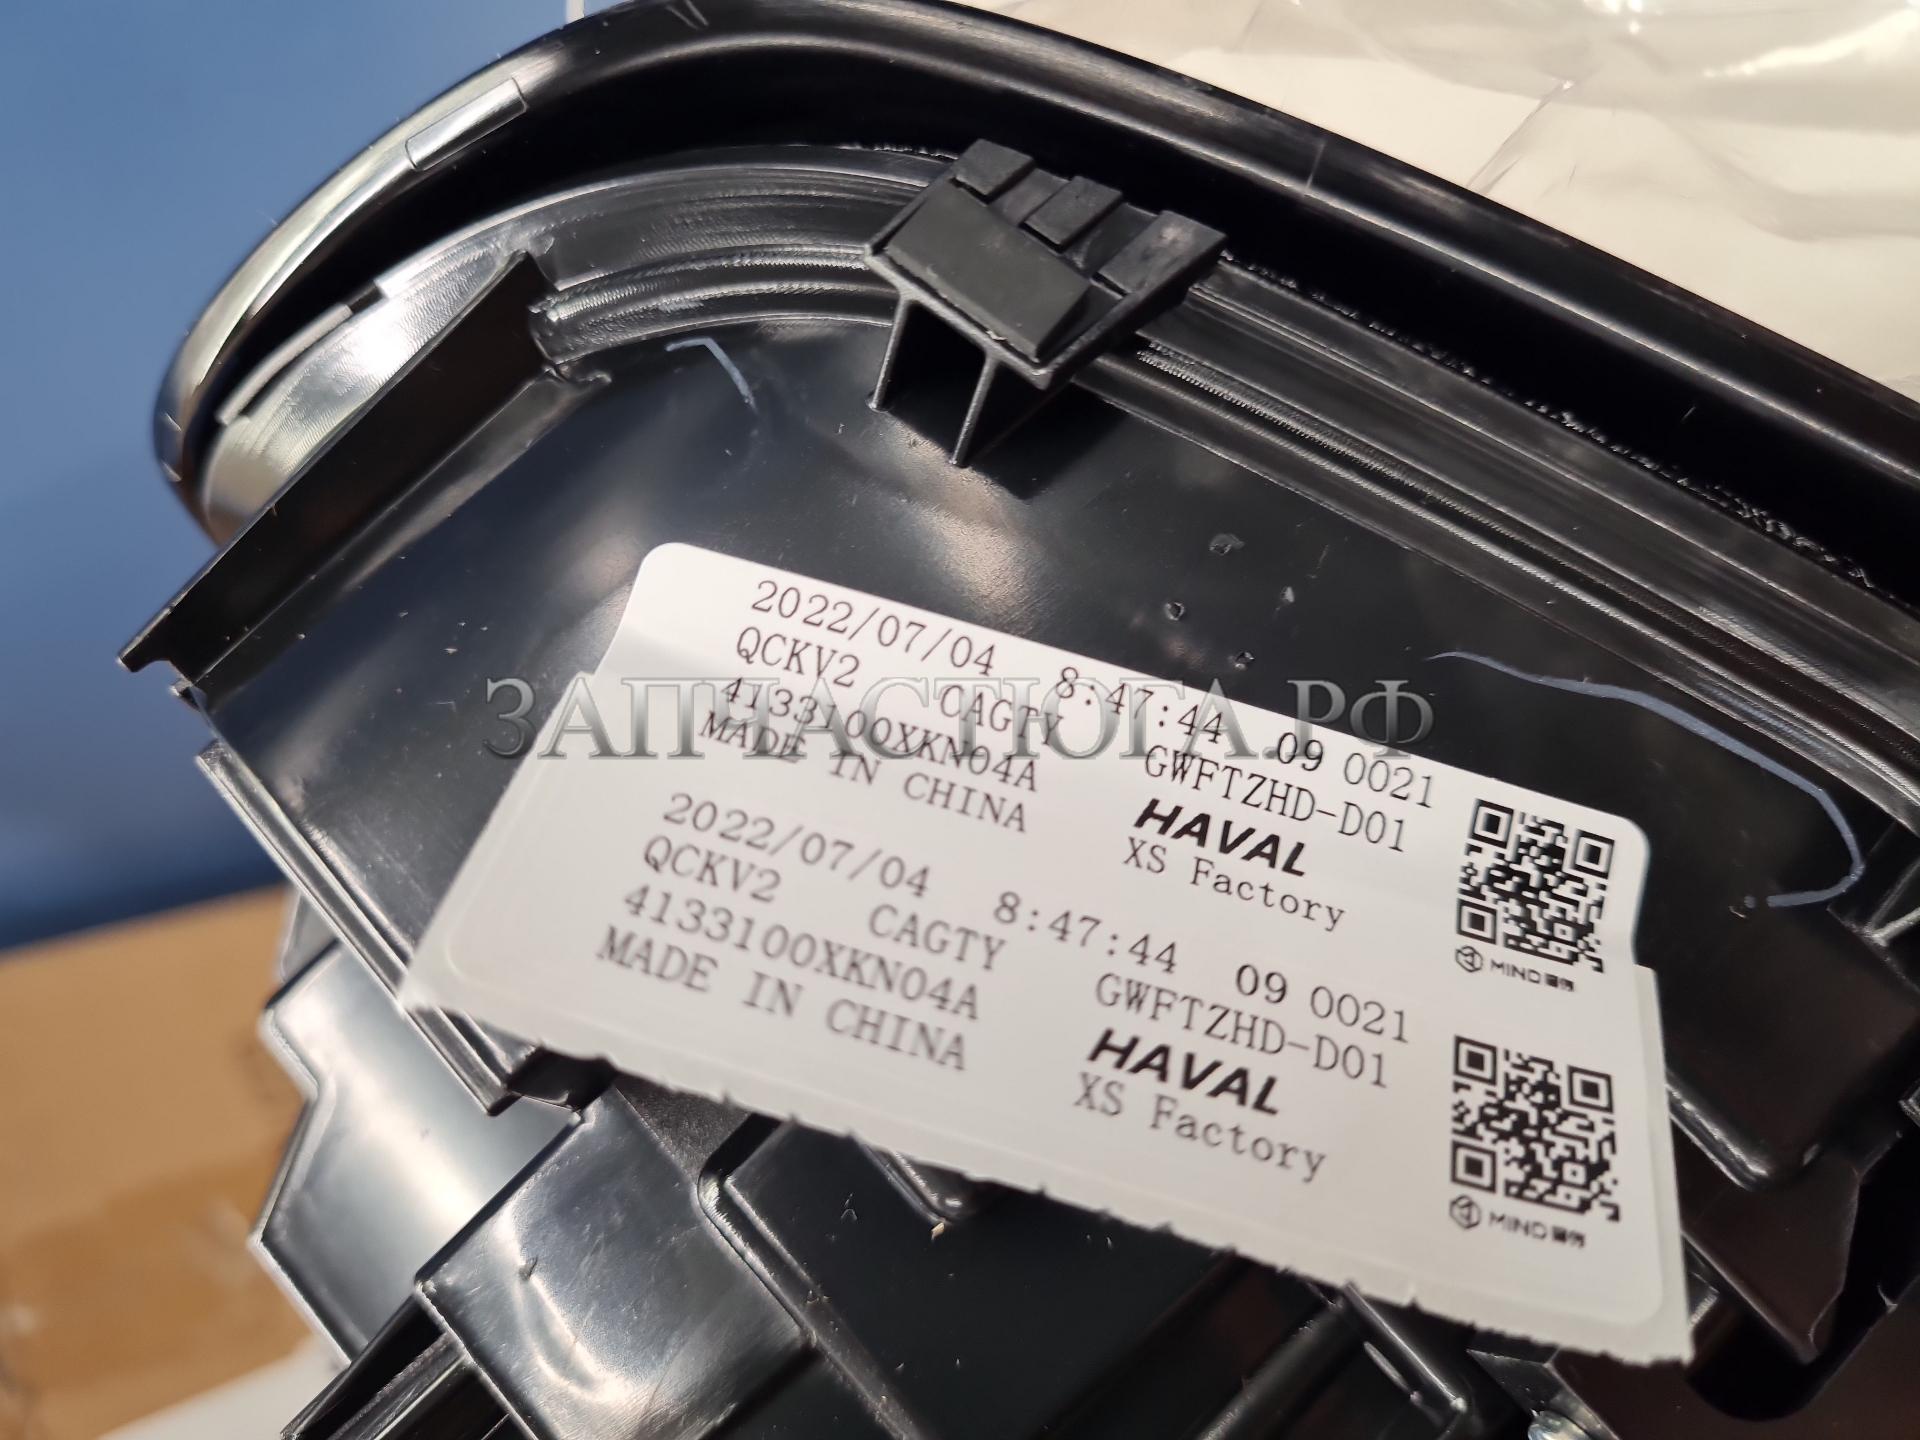 2022/07/04 8:47:44 09 0021
QCKV2 CAGTY GWFTZHD-D01
4133100XKN04A HAVAL
MADE IN CHINA XS Factory
MIND
ЗАПЧАСТЮГА.РФ
2022/07/04 8:47:44 09 0021
QCKV2 CAGTY GWFTZHD-D01
4133100XKN04A HAVAL
MADE IN CHINA XS Factory
MIND